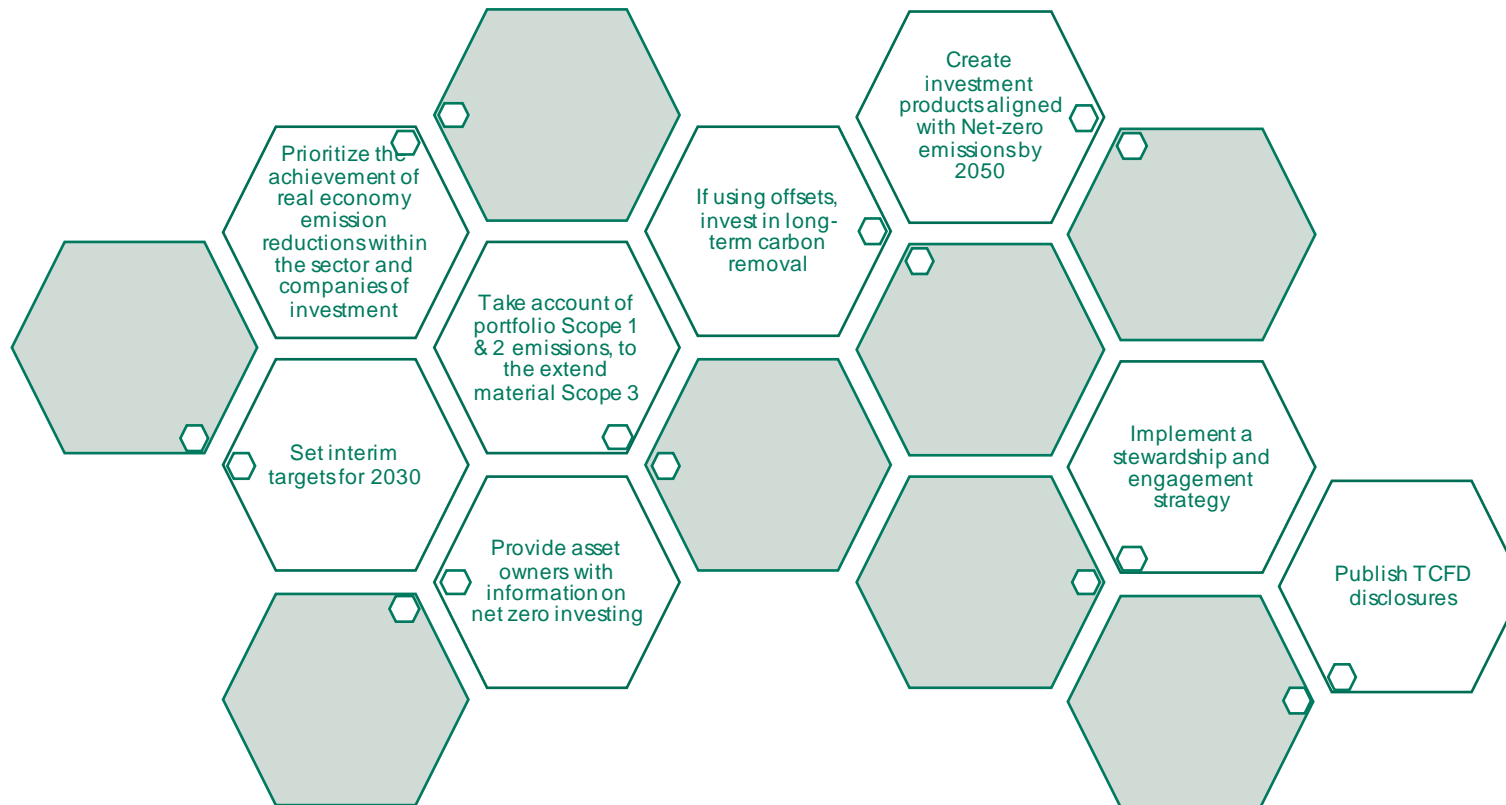 Create
investment
products aligned
with Net-zero
emissions by
2050
Prioritize the
achievement of
real economy
emission
reductions within
the sector and
companies of
investment
If using offsets,
invest in long-
term carbon
removal
Take account of
portfolio Scope 1
& 2 emissions, to
the extend
material Scope 3
Set interim
targets for 2030
Implement a
stewardship and
engagement
strategy
Provide asset
owners with
information on
net zero investing
Publish TCFD
disclosures